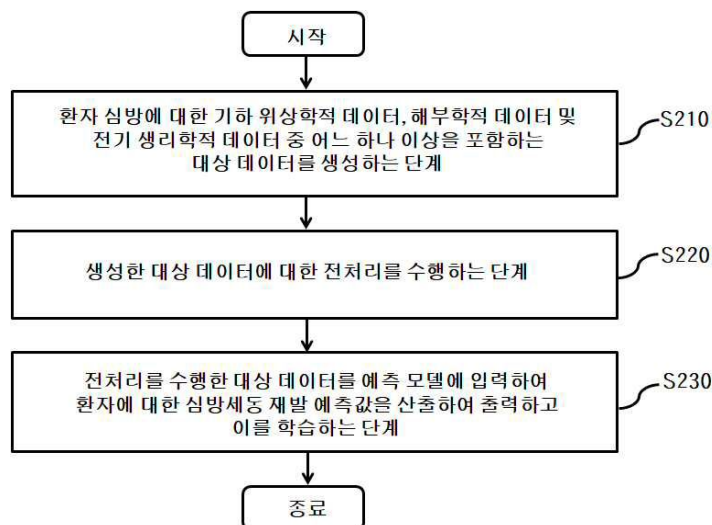 시작
환자 심방에 대한 기하 위상학적 데이터, 해부학적 데이터 및
전기 생리학적 데이터 중 어느 하나 이상을 포함하는
대상 데이터를 생성하는 단계
S210
생성한 대상 데이터에 대한 전처리를 수행하는 단계
S220
전처리를 수행한 대상 데이터를 예측 모델에 입력하여
환자에 대한 심방세동 재발 예측값을 산출하여 출력하고
이를 학습하는 단계
S230
종료